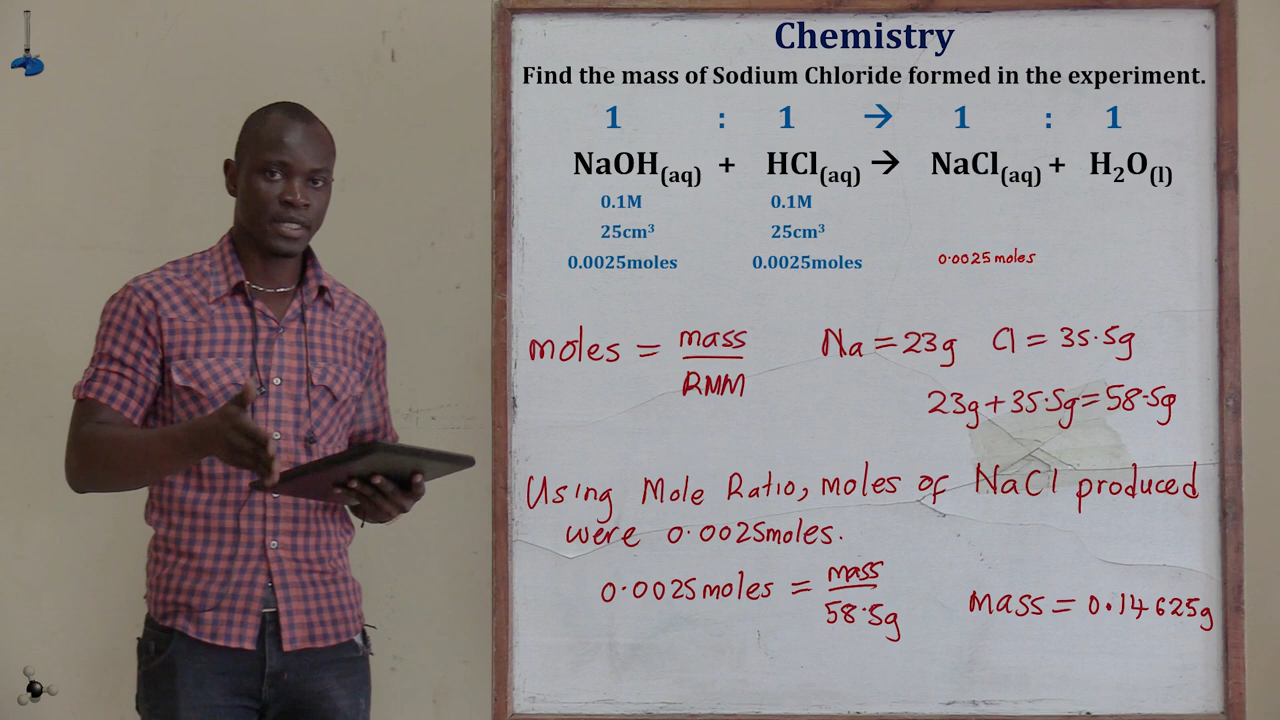 Chemistry
Find the mass of Sodium Chloride formed in the experiment.
1 : 1 → 1 : 1
NaOH(aq) + HCl(aq) → NaCl(aq) + H₂O(l)
0.1M 0.1M
25cm³ 25cm³
0.0025moles 0.0025moles 0.0025 moles
moles = mass / RMM Na = 23g Cl = 35.5g
23g + 35.5g = 58.5g
Using Mole Ratio, moles of NaCl produced
were 0.0025moles.
0.0025moles = mass / 58.5g mass = 0.14625g